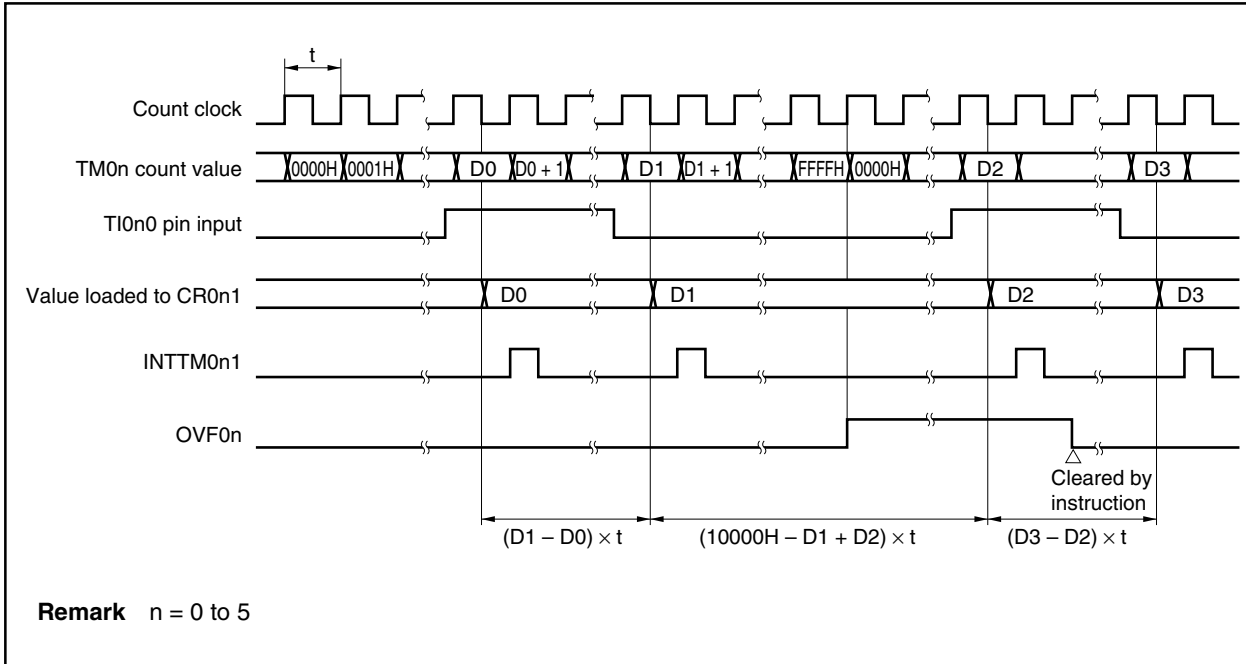 t
Count clock
TM0n count value 0000H 0001H D0 D0 + 1 D1 D1 + 1 FFFFH 0000H D2 D3
TI0n0 pin input
Value loaded to CR0n1 D0 D1 D2 D3
INTTM0n1
OVF0n
Cleared by
instruction
(D1 – D0) × t (10000H – D1 + D2) × t (D3 – D2) × t
Remark n = 0 to 5